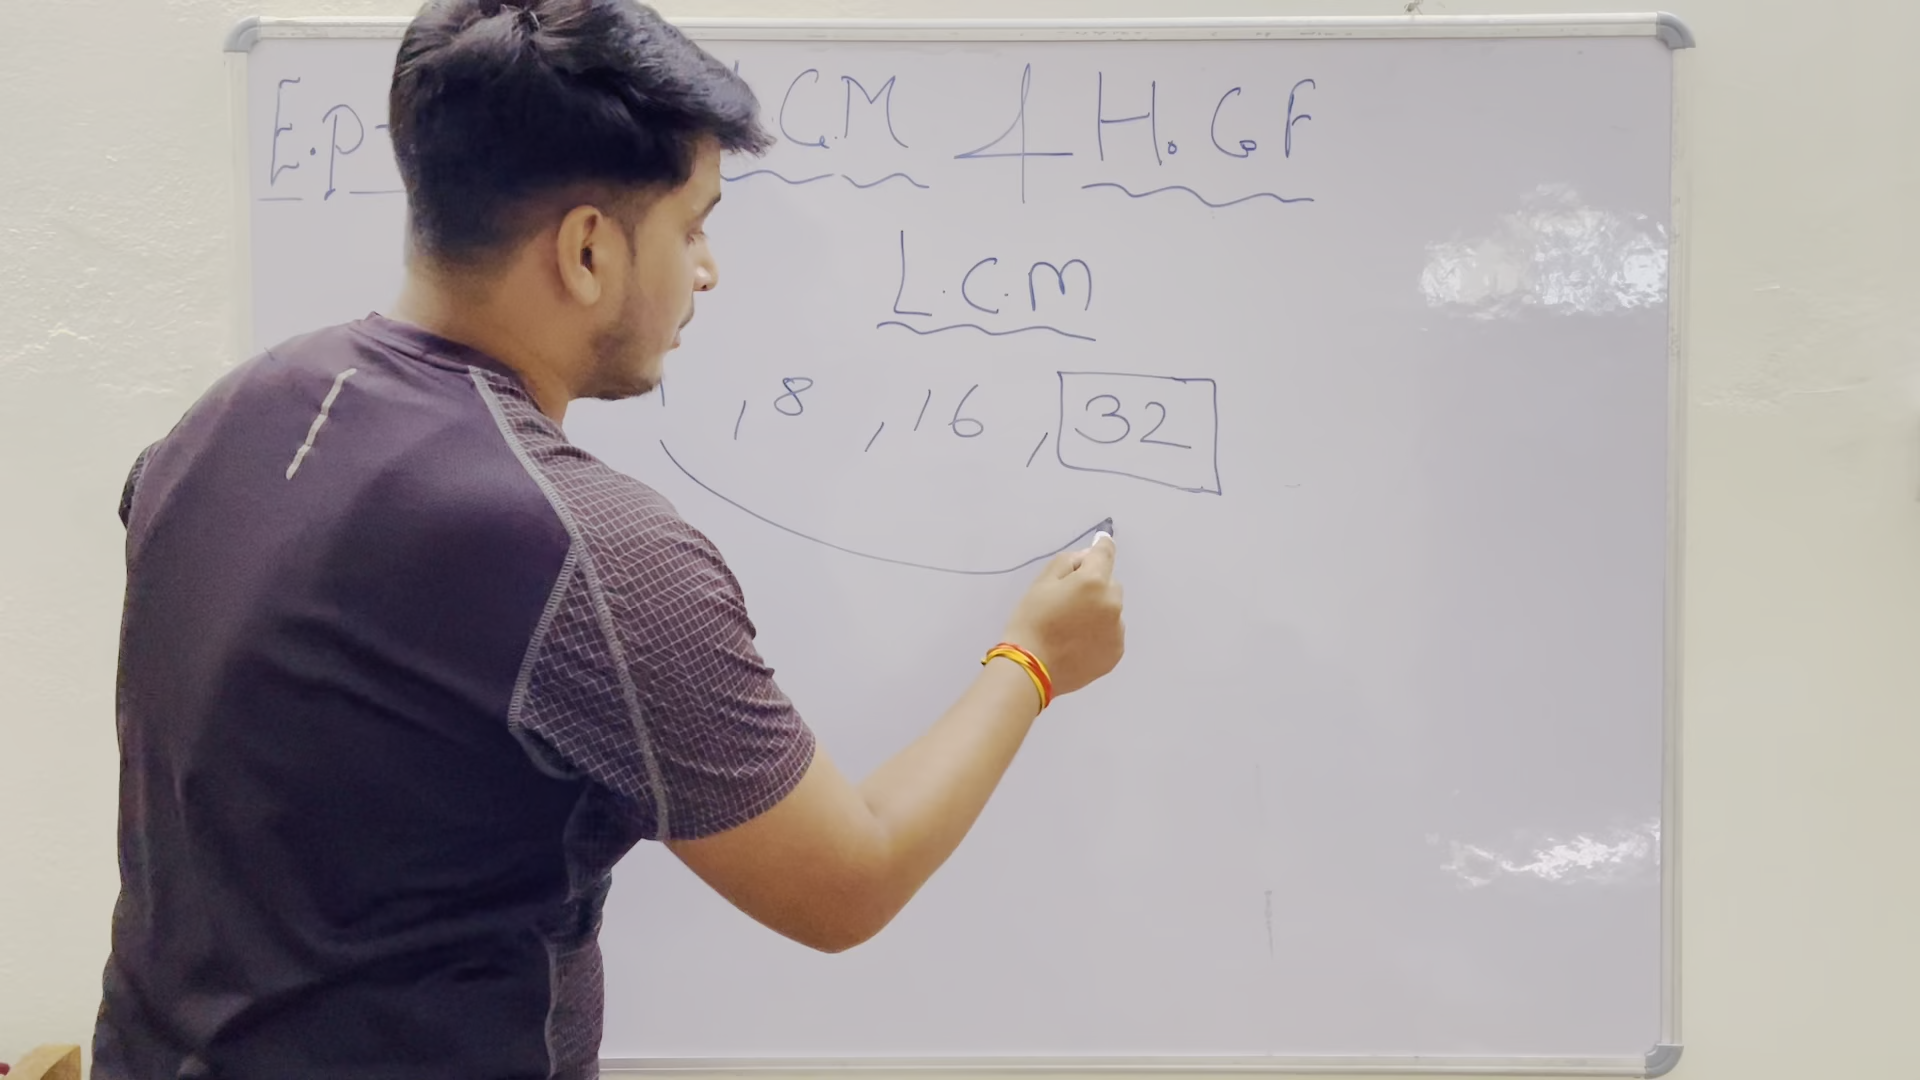 E.P- .C.M & H.C.F
L.C.M
, 8 , 16 , 32